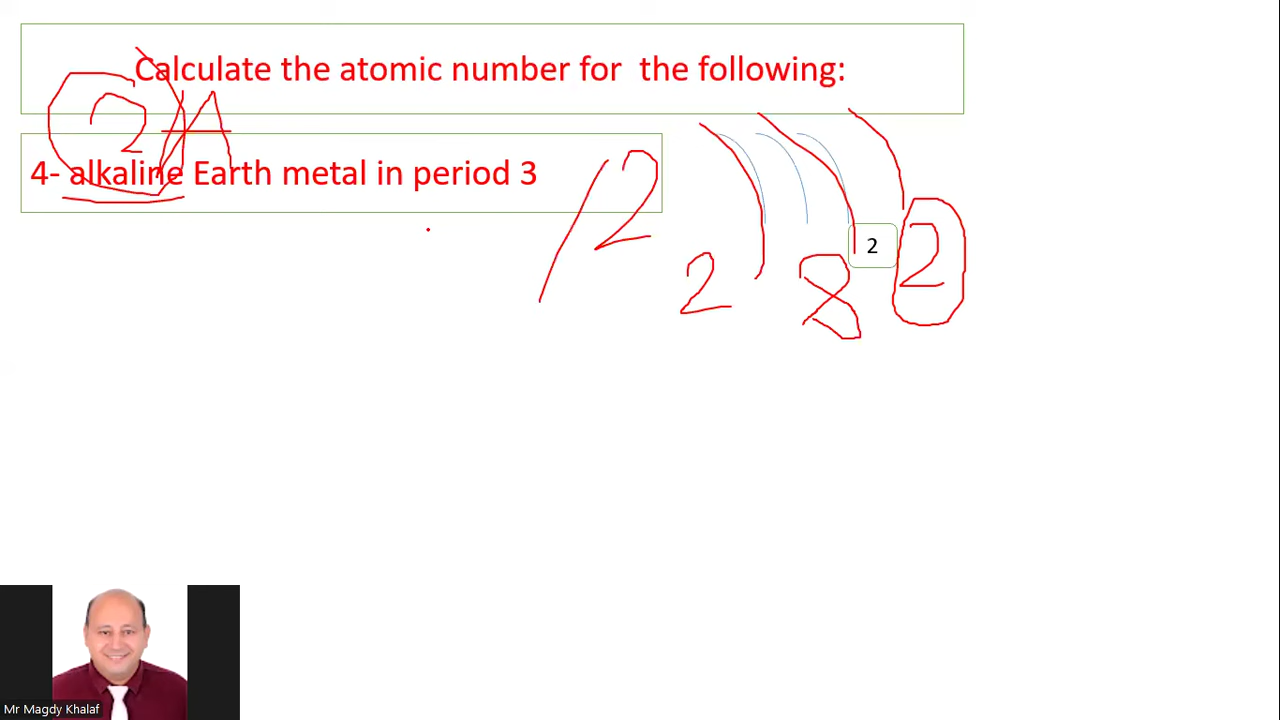 Calculate the atomic number for the following:
2A
4- alkaline Earth metal in period 3
12
2
2 8 2
Mr Magdy Khalaf